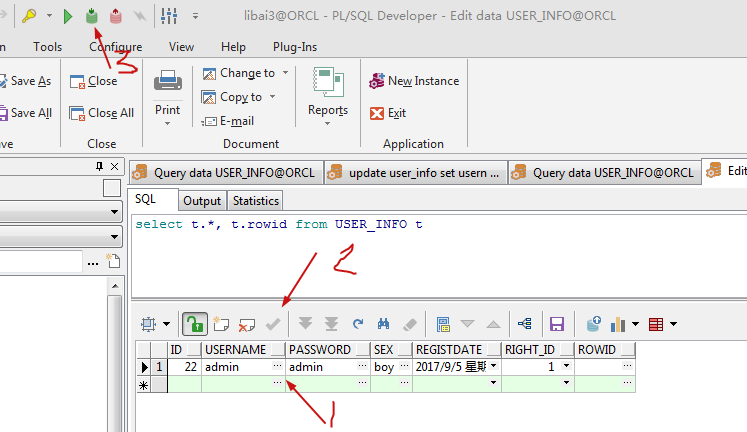 libai3@ORCL - PL/SQL Developer - Edit data USER_INFO@ORCL
n Tools Configure Help Plug-Ins
3
Save As Close Change to New Instance
Copy to
Save All Close All Print E-mail Reports Exit
ve Close Document Application
Query data USER_INFO@ORCL update user_info set usern ... Query data USER_INFO@ORCL Edit
SQL Output Statistics
select t.*, t.rowid from USER_INFO t
2
ID USERNAME PASSWORD SEX REGISTDATE RIGHT_ID ROWID
1 22 admin ... admin ... boy ... 2017/9/5 星期 1
1